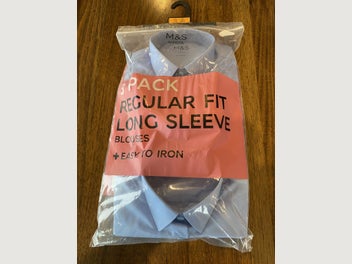 M&S
M&S
PACK
REGULAR FIT
LONG SLEEVE
BLOUSES
+ EASY TO IRON